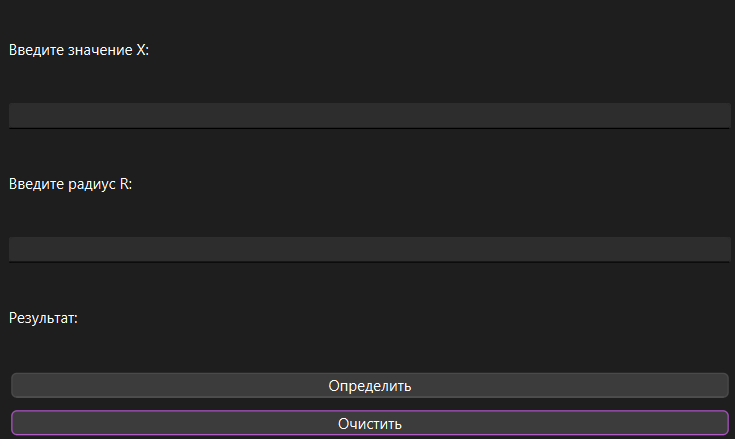 Введите значение X:
Введите радиус R:
Результат:
Определить
Очистить